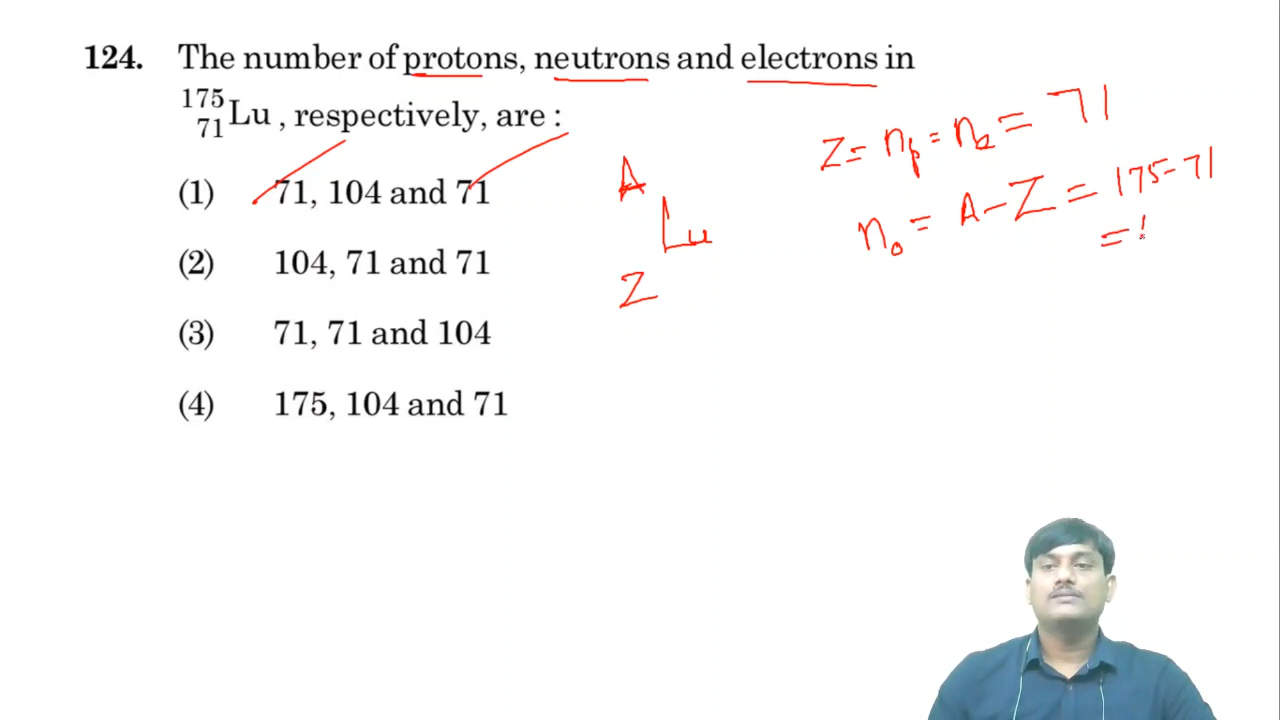 124. The number of protons, neutrons and electrons in
¹⁷⁵₇₁Lu, respectively, are :
(1) 71, 104 and 71
(2) 104, 71 and 71
(3) 71, 71 and 104
(4) 175, 104 and 71
A
Lu
Z
Z = nₚ = nₑ = 71
n₀ = A - Z = 175-71
=